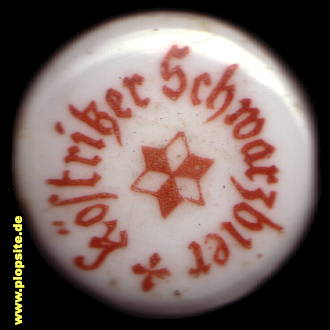 Köstritzer Schwarzbier *
www.plopsite.de